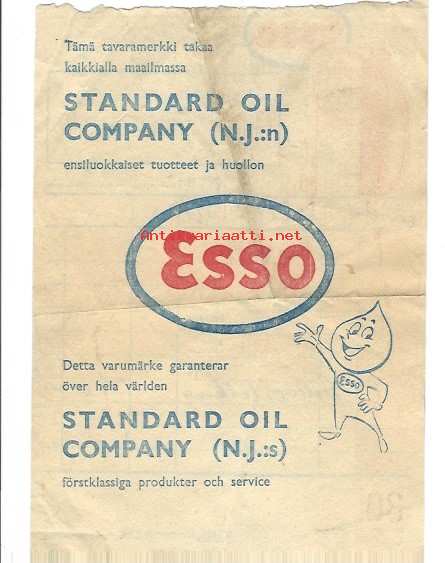 Tämä tavaramerkki takaa
kaikkialla maailmassa
STANDARD OIL
COMPANY (N.J.:n)
ensiluokkaiset tuotteet ja huollon
Antikvariaatti.net
Esso
Detta varumärke garanterar
över hela världen
Esso
STANDARD OIL
COMPANY (N.J.:s)
förstklassiga produkter och service